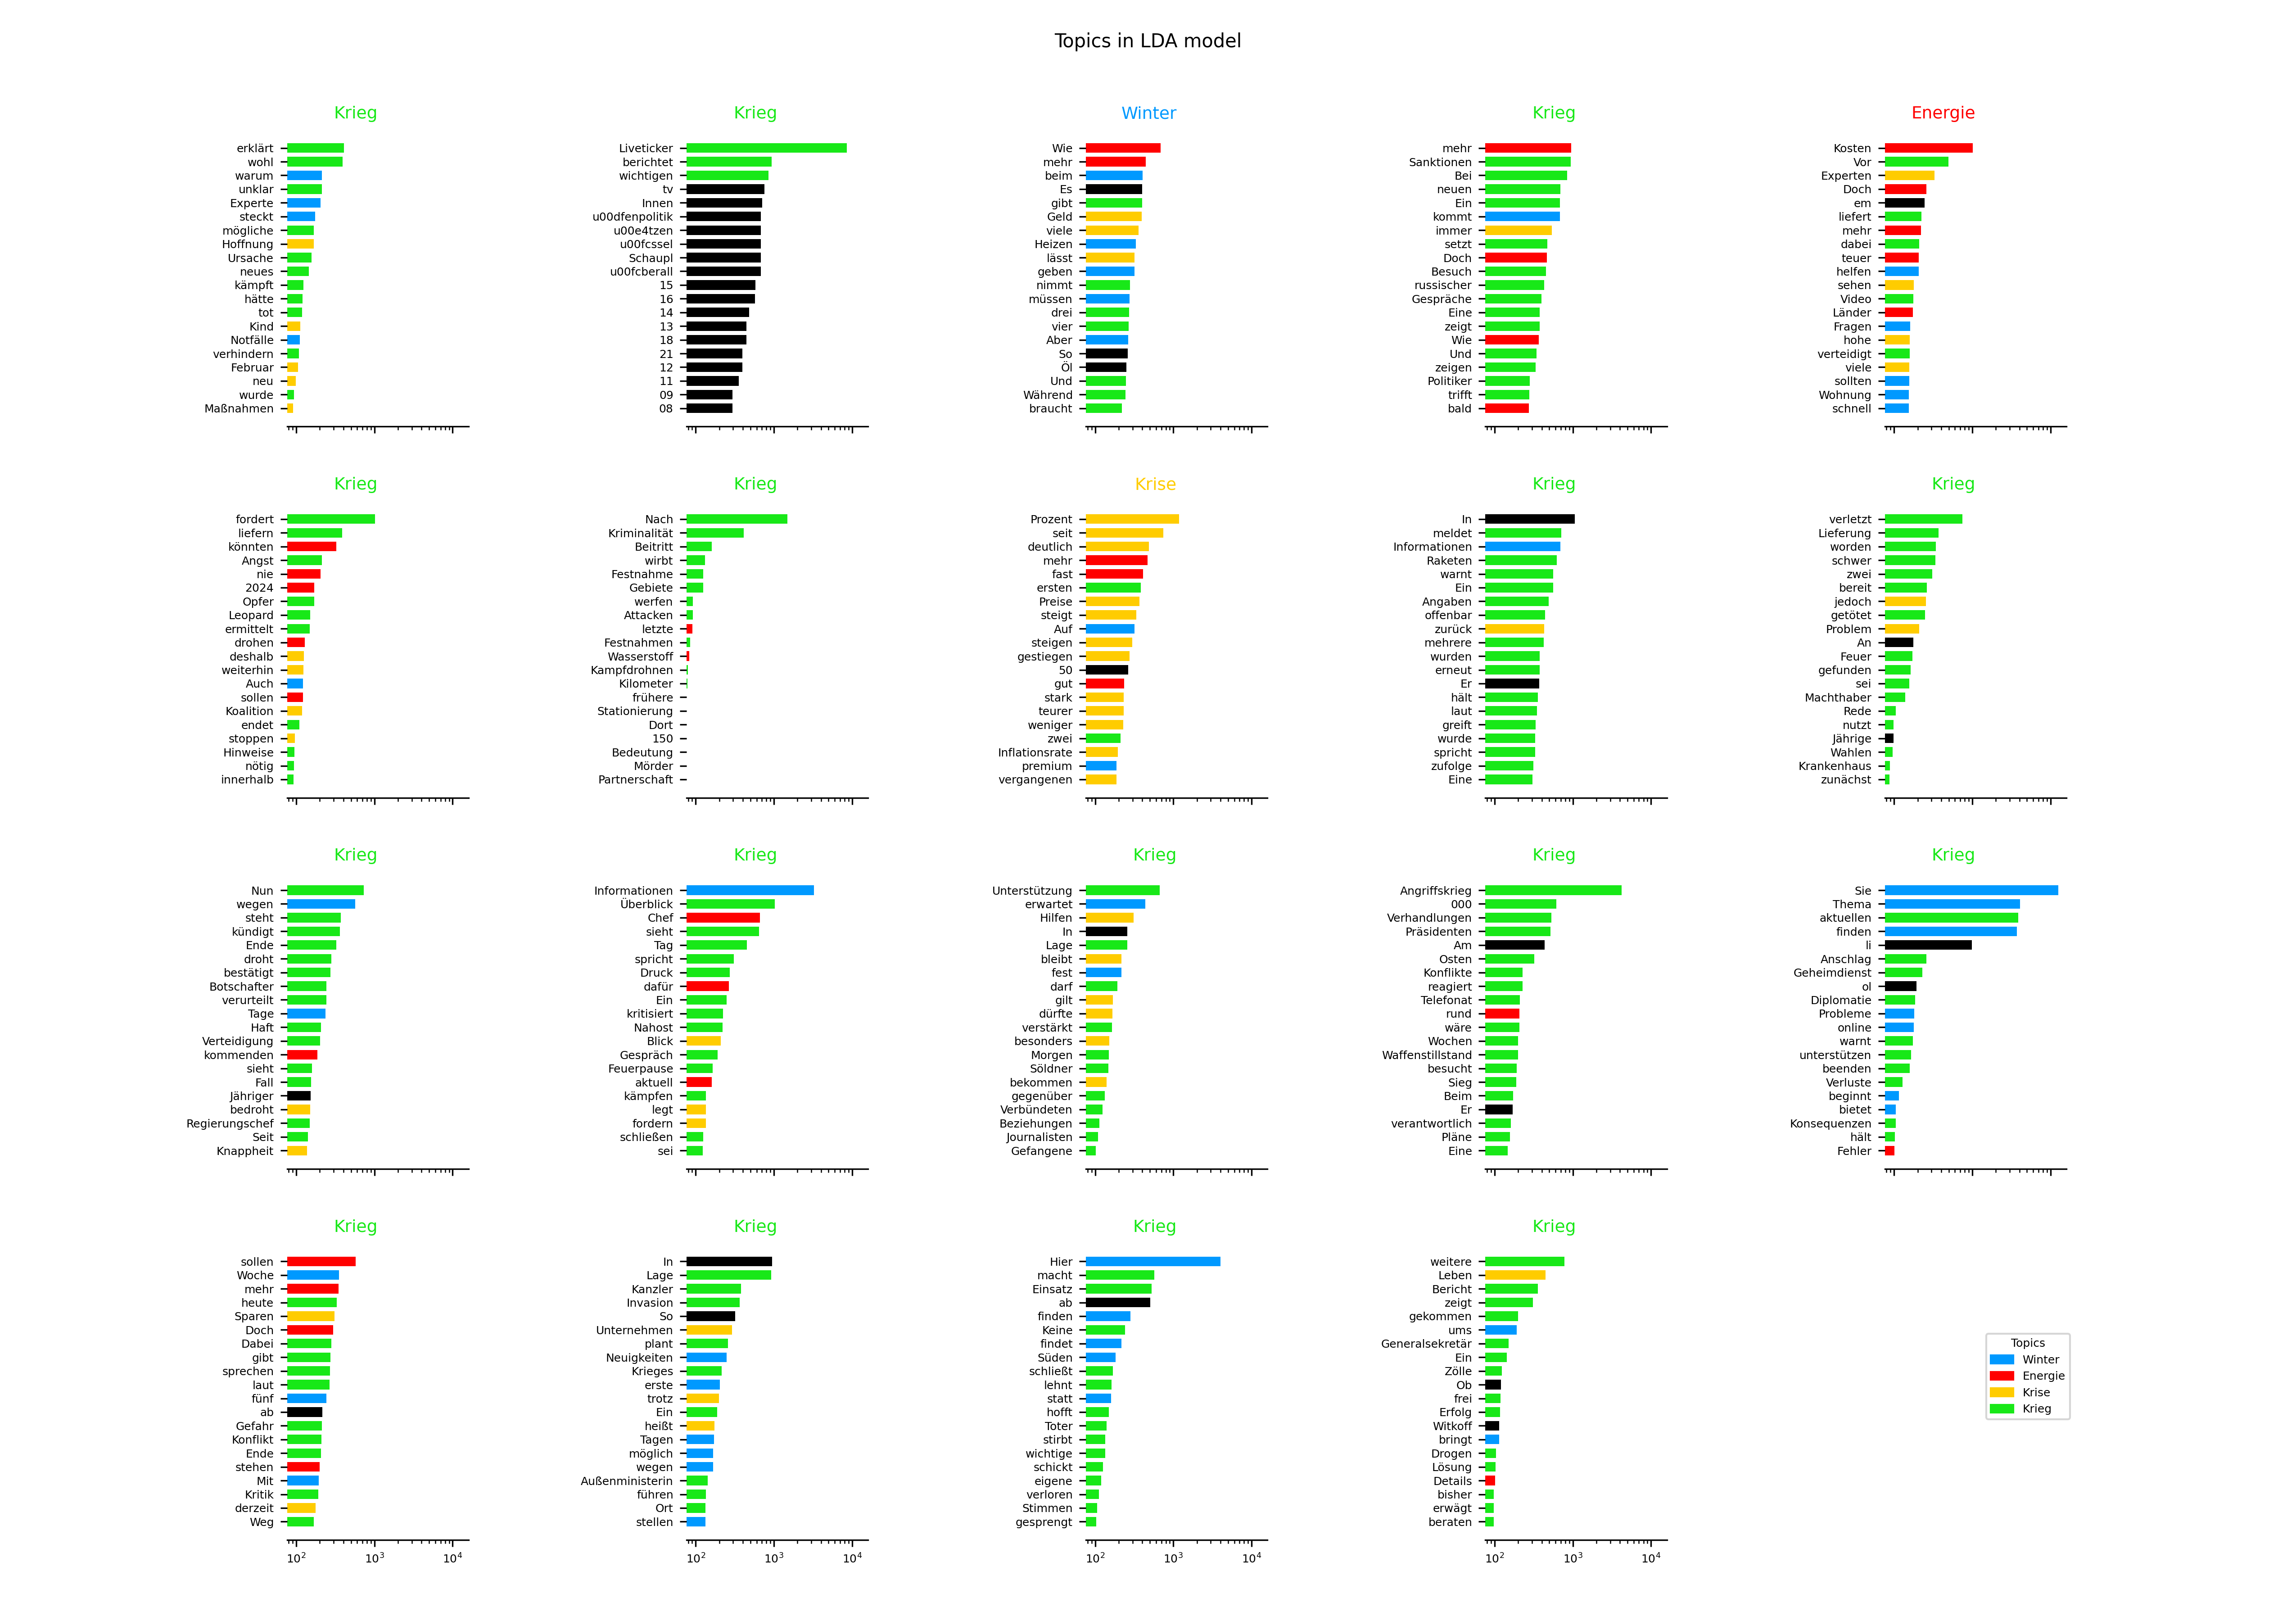 Topics in LDA model
Krieg
erklärt
wohl
warum
unklar
Experte
steckt
mögliche
Hoffnung
Ursache
neues
kämpft
hätte
tot
Kind
Notfälle
verhindern
Februar
neu
wurde
Maßnahmen
Krieg
Liveticker
berichtet
wichtigen
tv
Innen
u00dfenpolitik
u00e4tzen
u00fcssel
Schaupl
u00fcberall
15
16
14
13
18
21
12
11
09
08
Winter
Wie
mehr
beim
Es
gibt
Geld
viele
Heizen
lässt
geben
nimmt
müssen
drei
vier
Aber
So
Öl
Und
Während
braucht
Krieg
mehr
Sanktionen
Bei
neuen
Ein
kommt
immer
setzt
Doch
Besuch
russischer
Gespräche
Eine
zeigt
Wie
Und
zeigen
Politiker
trifft
bald
Energie
Kosten
Vor
Experten
Doch
em
liefert
mehr
dabei
teuer
helfen
sehen
Video
Länder
Fragen
hohe
verteidigt
viele
sollten
Wohnung
schnell
Krieg
fordert
liefern
könnten
Angst
nie
2024
Opfer
Leopard
ermittelt
drohen
deshalb
weiterhin
Auch
sollen
Koalition
endet
stoppen
Hinweise
nötig
innerhalb
Krieg
Nach
Kriminalität
Beitritt
wirbt
Festnahme
Gebiete
werfen
Attacken
letzte
Festnahmen
Wasserstoff
Kampfdrohnen
Kilometer
frühere
Stationierung
Dort
150
Bedeutung
Mörder
Partnerschaft
Krise
Prozent
seit
deutlich
mehr
fast
ersten
Preise
steigt
Auf
steigen
gestiegen
50
gut
stark
teurer
weniger
zwei
Inflationsrate
premium
vergangenen
Krieg
In
meldet
Informationen
Raketen
warnt
Ein
Angaben
offenbar
zurück
mehrere
wurden
erneut
Er
hält
laut
greift
wurde
spricht
zufolge
Eine
Krieg
verletzt
Lieferung
worden
schwer
zwei
bereit
jedoch
getötet
Problem
An
Feuer
gefunden
sei
Machthaber
Rede
nutzt
Jährige
Wahlen
Krankenhaus
zunächst
Krieg
Nun
wegen
steht
kündigt
Ende
droht
bestätigt
Botschafter
verurteilt
Tage
Haft
Verteidigung
kommenden
sieht
Fall
Jähriger
bedroht
Regierungschef
Seit
Knappheit
Krieg
Informationen
Überblick
Chef
sieht
Tag
spricht
Druck
dafür
Ein
kritisiert
Nahost
Blick
Gespräch
Feuerpause
aktuell
kämpfen
legt
fordern
schließen
sei
Krieg
Unterstützung
erwartet
Hilfen
In
Lage
bleibt
fest
darf
gilt
dürfte
verstärkt
besonders
Morgen
Söldner
bekommen
gegenüber
Verbündeten
Beziehungen
Journalisten
Gefangene
Krieg
Angriffskrieg
000
Verhandlungen
Präsidenten
Am
Osten
Konflikte
reagiert
Telefonat
rund
wäre
Wochen
Waffenstillstand
besucht
Sieg
Beim
Er
verantwortlich
Pläne
Eine
Krieg
Sie
Thema
aktuellen
finden
li
Anschlag
Geheimdienst
ol
Diplomatie
Probleme
online
warnt
unterstützen
beenden
Verluste
beginnt
bietet
Konsequenzen
hält
Fehler
Krieg
sollen
Woche
mehr
heute
Sparen
Doch
Dabei
gibt
sprechen
laut
fünf
ab
Gefahr
Konflikt
Ende
stehen
Mit
Kritik
derzeit
Weg
10² 10³ 10⁴
Krieg
In
Lage
Kanzler
Invasion
So
Unternehmen
plant
Neuigkeiten
Krieges
erste
trotz
Ein
heißt
Tagen
möglich
wegen
Außenministerin
führen
Ort
stellen
10² 10³ 10⁴
Krieg
Hier
macht
Einsatz
ab
finden
Keine
findet
Süden
schließt
lehnt
statt
hofft
Toter
stirbt
wichtige
schickt
eigene
verloren
Stimmen
gesprengt
10² 10³ 10⁴
Krieg
weitere
Leben
Bericht
zeigt
gekommen
ums
Generalsekretär
Ein
Zölle
Ob
frei
Erfolg
Witkoff
bringt
Drogen
Lösung
Details
bisher
erwägt
beraten
10² 10³ 10⁴
Topics
Winter
Energie
Krise
Krieg